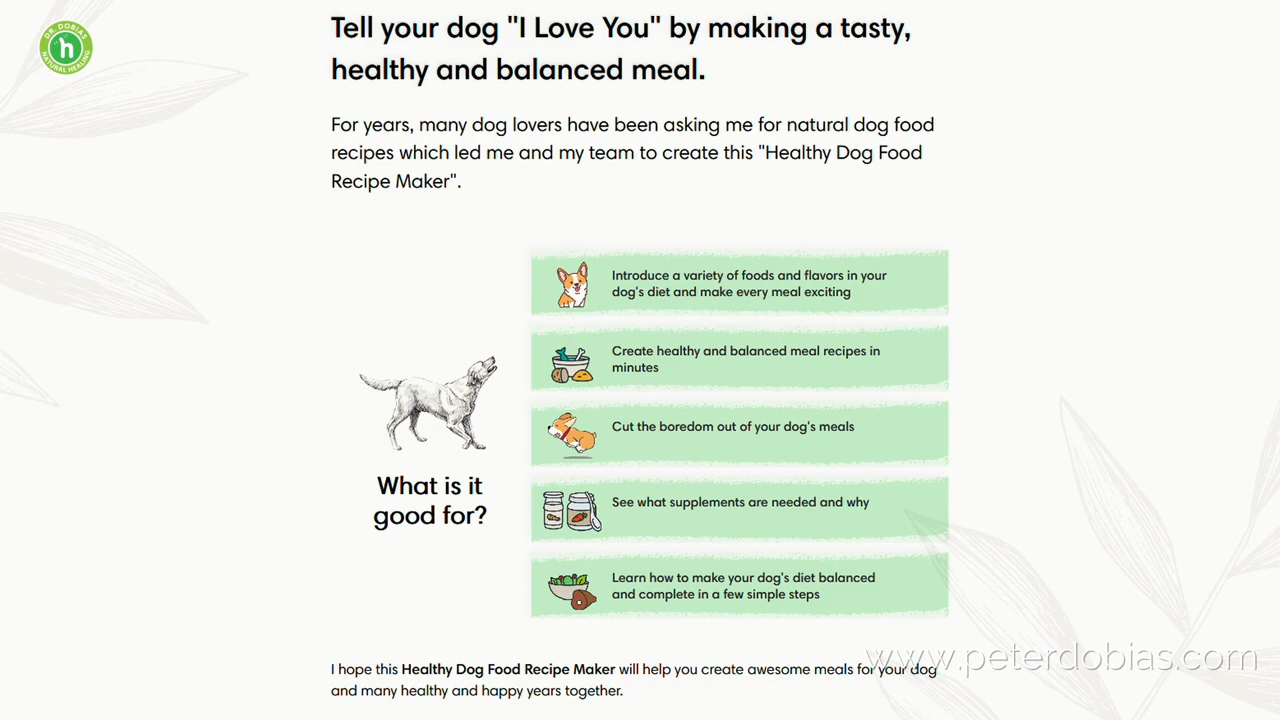 DR. DOBIAS
h
NATURAL HEALING
Tell your dog "I Love You" by making a tasty,
healthy and balanced meal.
For years, many dog lovers have been asking me for natural dog food
recipes which led me and my team to create this "Healthy Dog Food
Recipe Maker".
What is it
good for?
Introduce a variety of foods and flavors in your
dog's diet and make every meal exciting
Create healthy and balanced meal recipes in
minutes
Cut the boredom out of your dog's meals
See what supplements are needed and why
Learn how to make your dog's diet balanced
and complete in a few simple steps
I hope this Healthy Dog Food Recipe Maker will help you create awesome meals for your dog
and many healthy and happy years together.
www.peterdobias.com